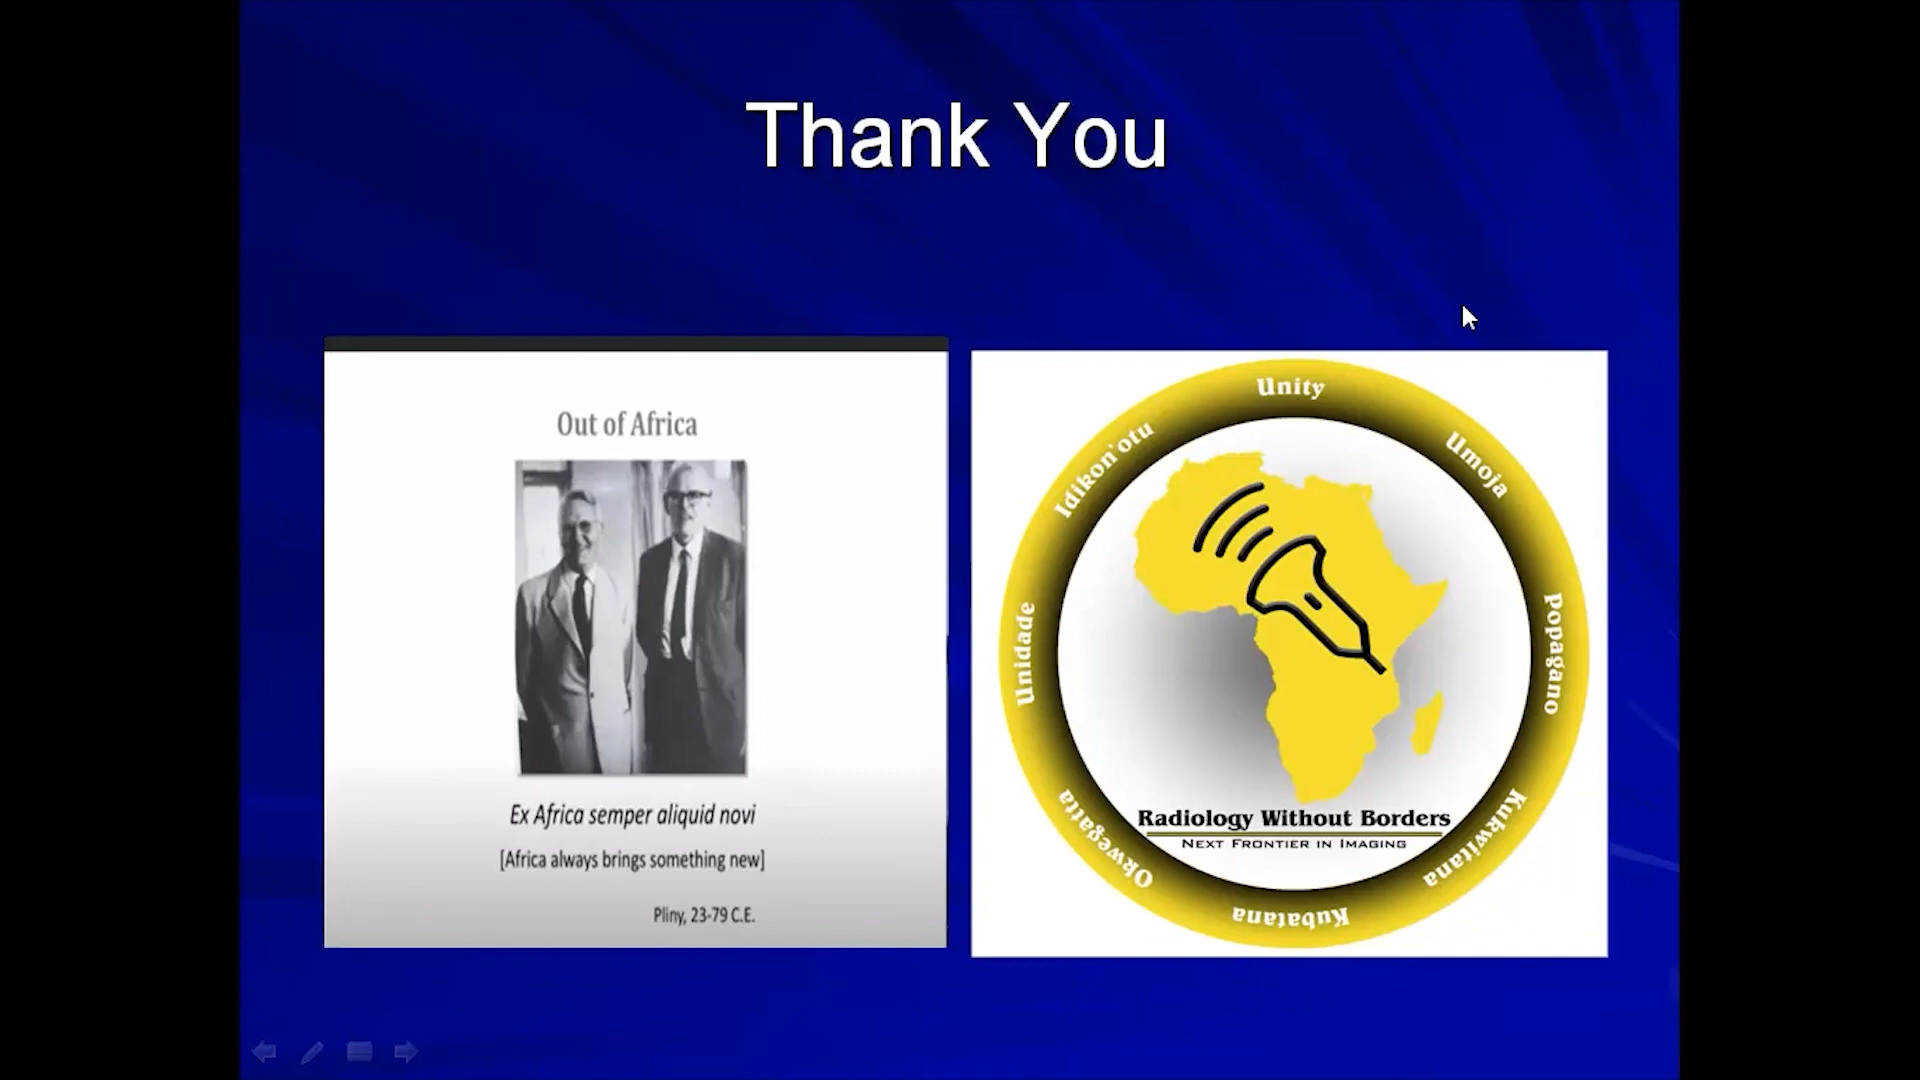 Thank You
Out of Africa
Ex Africa semper aliquid novi
[Africa always brings something new]
Pliny, 23-79 C.E.
Unity
Umoja
Popagano
Kukwitana
Kubatana
Okwegatta
Unidade
Idikon'otu
Radiology Without Borders
Next Frontier in Imaging